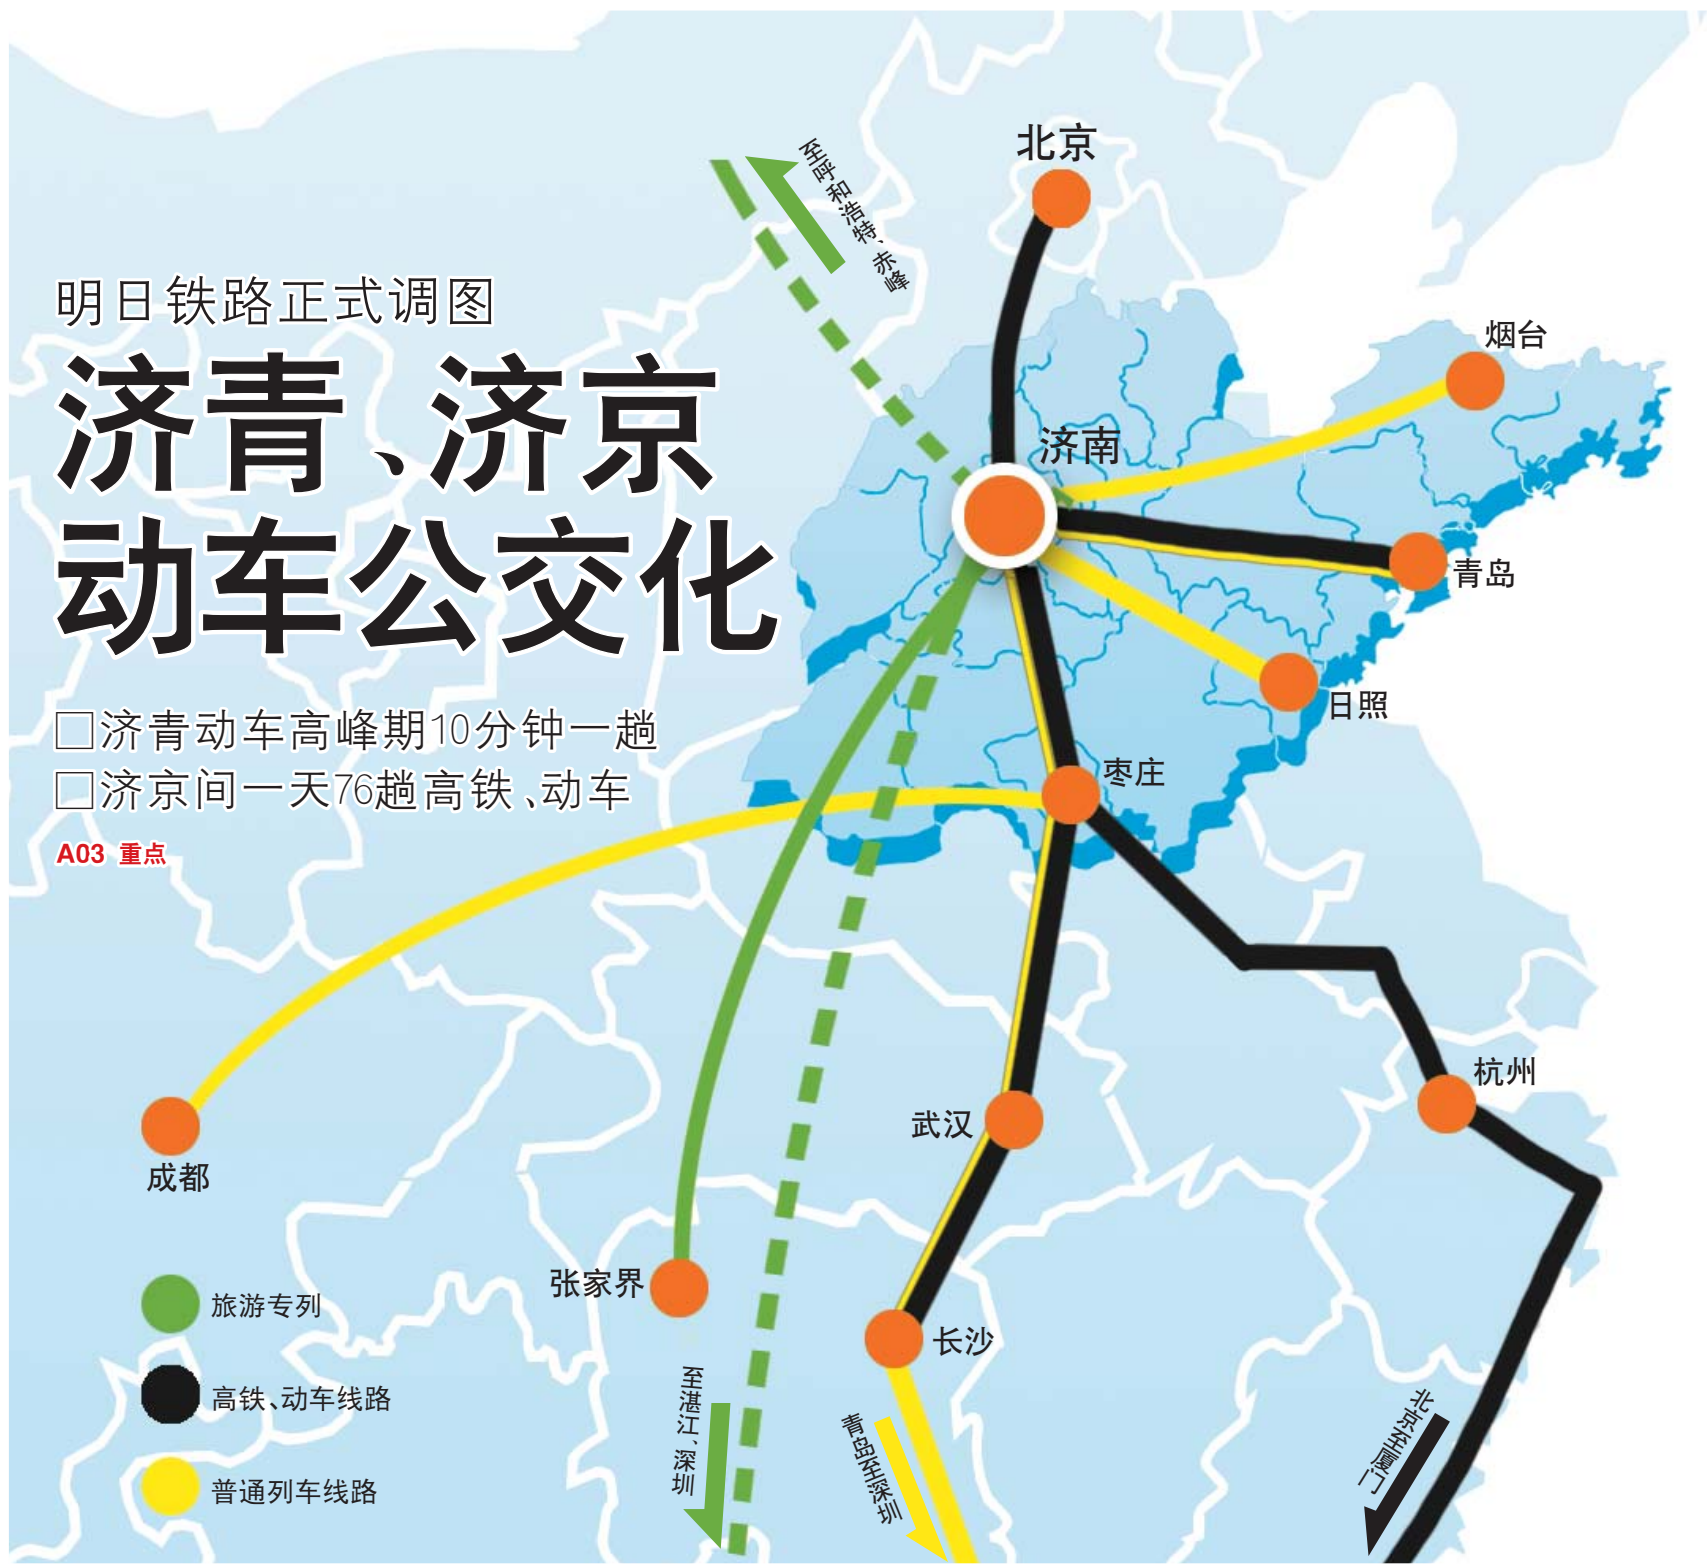 北京
至呼和浩特、赤峰
明日铁路正式调图
烟台
济青、济京
济南
动车公交化
青岛
日照
□济青动车高峰期10分钟一趟
□济京间一天76趟高铁、动车
枣庄
A03 重点
杭州
武汉
成都
张家界
旅游专列
长沙
高铁、动车线路
至湛江、深圳
青岛至深圳
北京至厦门
普通列车线路